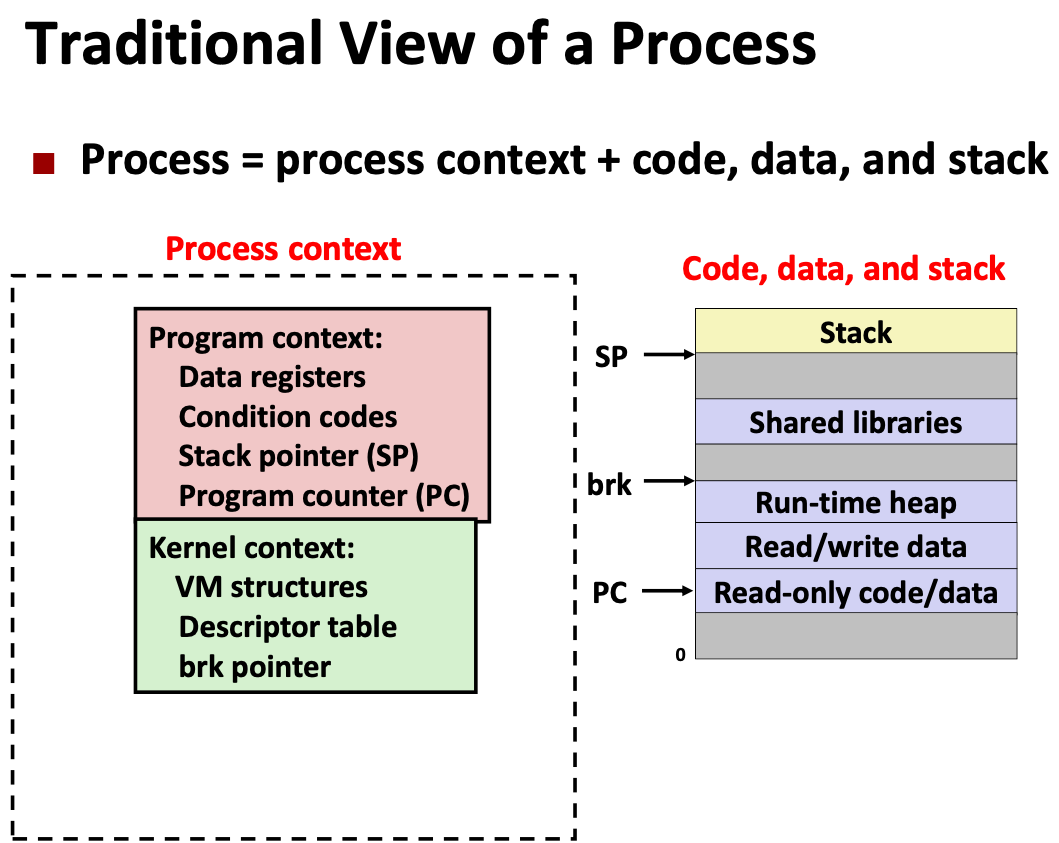 Traditional View of a Process
Process = process context + code, data, and stack
Process context
Program context:
Data registers
Condition codes
Stack pointer (SP)
Program counter (PC)
Kernel context:
VM structures
Descriptor table
brk pointer
Code, data, and stack
Stack
SP
Shared libraries
brk
Run-time heap
Read/write data
PC
Read-only code/data
0